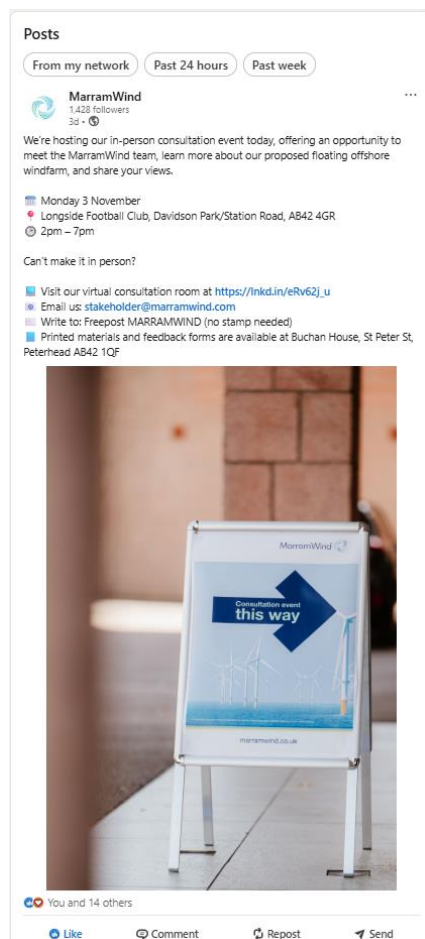 Posts
From my network Past 24 hours Past week
MarramWind
1,428 followers
3d •
We're hosting our in-person consultation event today, offering an opportunity to
meet the MarramWind team, learn more about our proposed floating offshore
windfarm, and share your views.
Monday 3 November
Longside Football Club, Davidson Park/Station Road, AB42 4GR
2pm – 7pm
Can't make it in person?
Visit our virtual consultation room at https://lnkd.in/eRv62j_u
Email us: stakeholder@marramwind.com
Write to: Freepost MARRAMWIND (no stamp needed)
Printed materials and feedback forms are available at Buchan House, St Peter St,
Peterhead AB42 1QF
MarramWind
Consultation event
this way
marramwind.co.uk
You and 14 others
Like Comment Repost Send